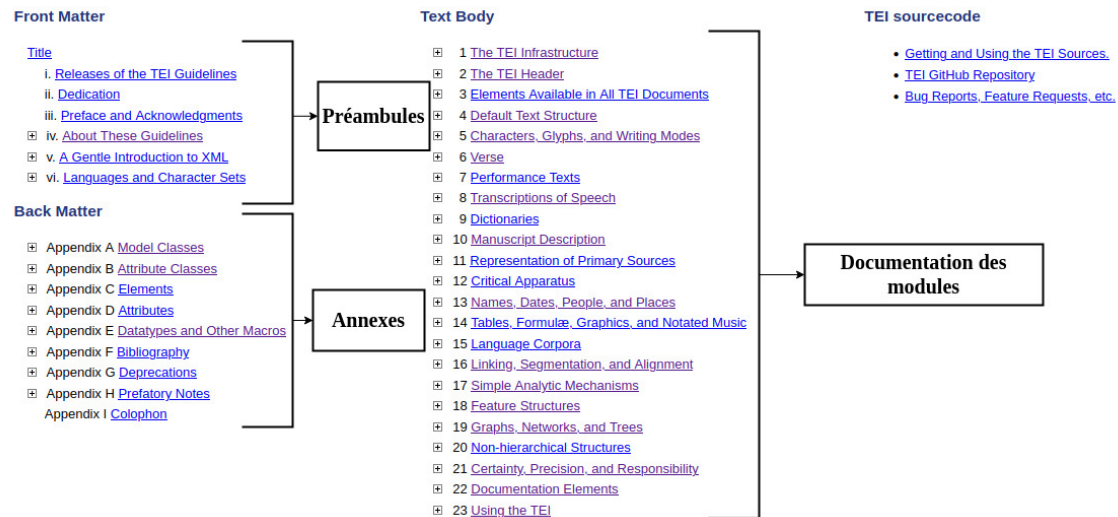 Front Matter
Title
i. Releases of the TEI Guidelines
ii. Dedication
iii. Preface and Acknowledgments
iv. About These Guidelines
v. A Gentle Introduction to XML
vi. Languages and Character Sets
Préambules
Back Matter
Appendix A Model Classes
Appendix B Attribute Classes
Appendix C Elements
Appendix D Attributes
Appendix E Datatypes and Other Macros
Appendix F Bibliography
Appendix G Deprecations
Appendix H Prefatory Notes
Appendix I Colophon
Annexes
Text Body
1 The TEI Infrastructure
2 The TEI Header
3 Elements Available in All TEI Documents
4 Default Text Structure
5 Characters, Glyphs, and Writing Modes
6 Verse
7 Performance Texts
8 Transcriptions of Speech
9 Dictionaries
10 Manuscript Description
11 Representation of Primary Sources
12 Critical Apparatus
13 Names, Dates, People, and Places
14 Tables, Formulæ, Graphics, and Notated Music
15 Language Corpora
16 Linking, Segmentation, and Alignment
17 Simple Analytic Mechanisms
18 Feature Structures
19 Graphs, Networks, and Trees
20 Non-hierarchical Structures
21 Certainty, Precision, and Responsibility
22 Documentation Elements
23 Using the TEI
TEI sourcecode
• Getting and Using the TEI Sources.
• TEI GitHub Repository
• Bug Reports, Feature Requests, etc.
Documentation des
modules